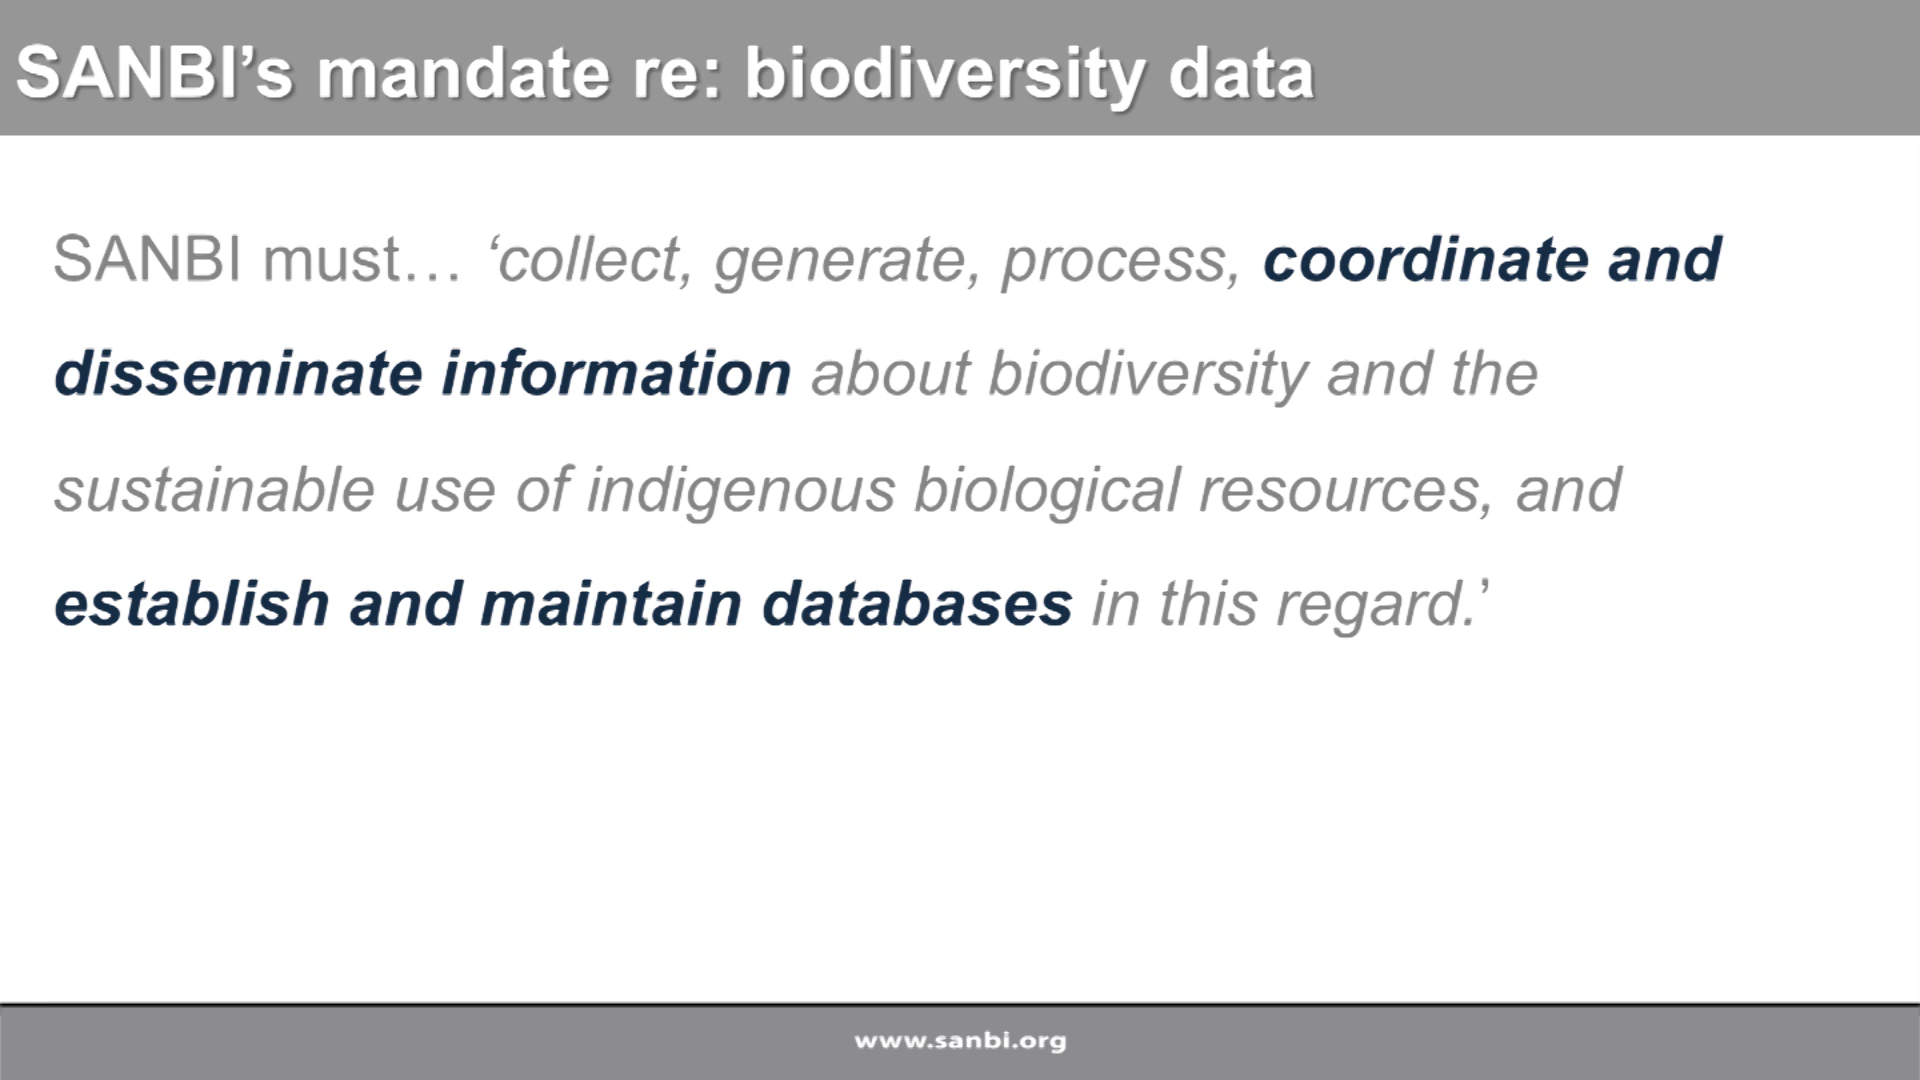 SANBI’s mandate re: biodiversity data
SANBI must… ‘collect, generate, process, coordinate and
disseminate information about biodiversity and the
sustainable use of indigenous biological resources, and
establish and maintain databases in this regard.’
www.sanbi.org